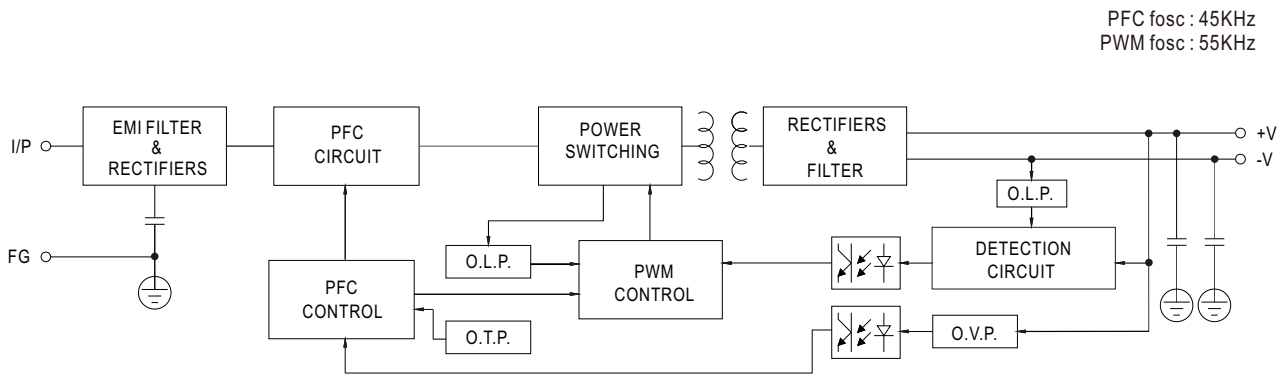 PFC fosc : 45KHz
PWM fosc : 55KHz
I/P
EMI FILTER
&
RECTIFIERS
PFC
CIRCUIT
POWER
SWITCHING
RECTIFIERS
&
FILTER
+V
-V
O.L.P.
FG
O.L.P.
PFC
CONTROL
PWM
CONTROL
DETECTION
CIRCUIT
O.T.P.
O.V.P.